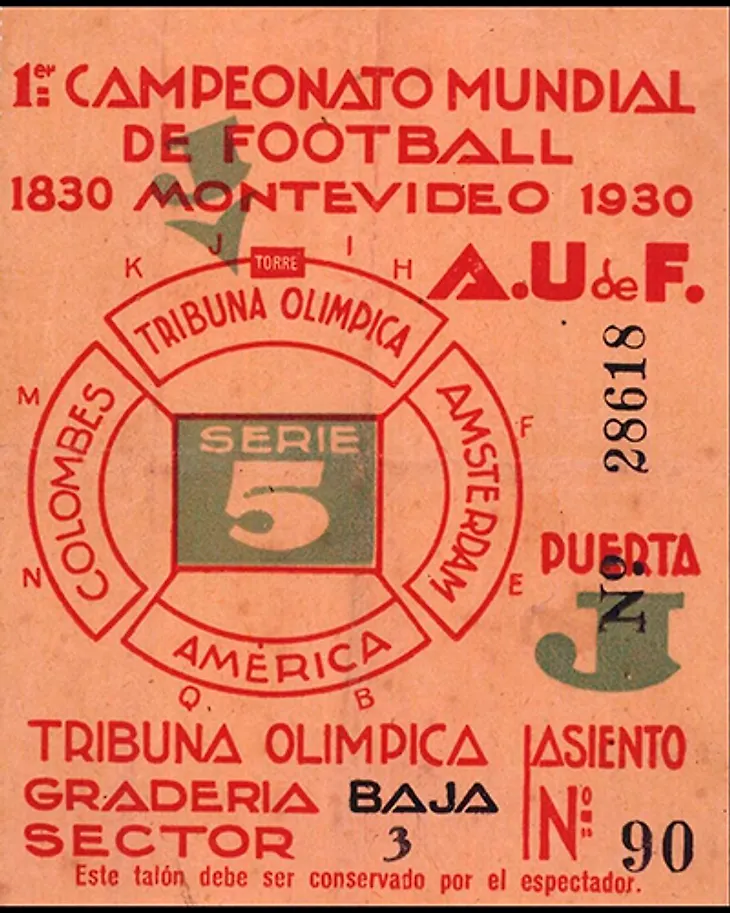 1er CAMPEONATO MUNDIAL
DE FOOTBALL
1830 MONTEVIDEO 1930
A.U de F.
K J TORRE I H
TRIBUNA OLIMPICA
M COLOMBES N
AMSTERDAM
F
E
SERIE
5
AMÉRICA
Q B
Nº. 28618
PUERTA
J
TRIBUNA OLIMPICA
GRADERIA BAJA
SECTOR 3
ASIENTO
Nº 90
Este talón debe ser conservado por el espectador.